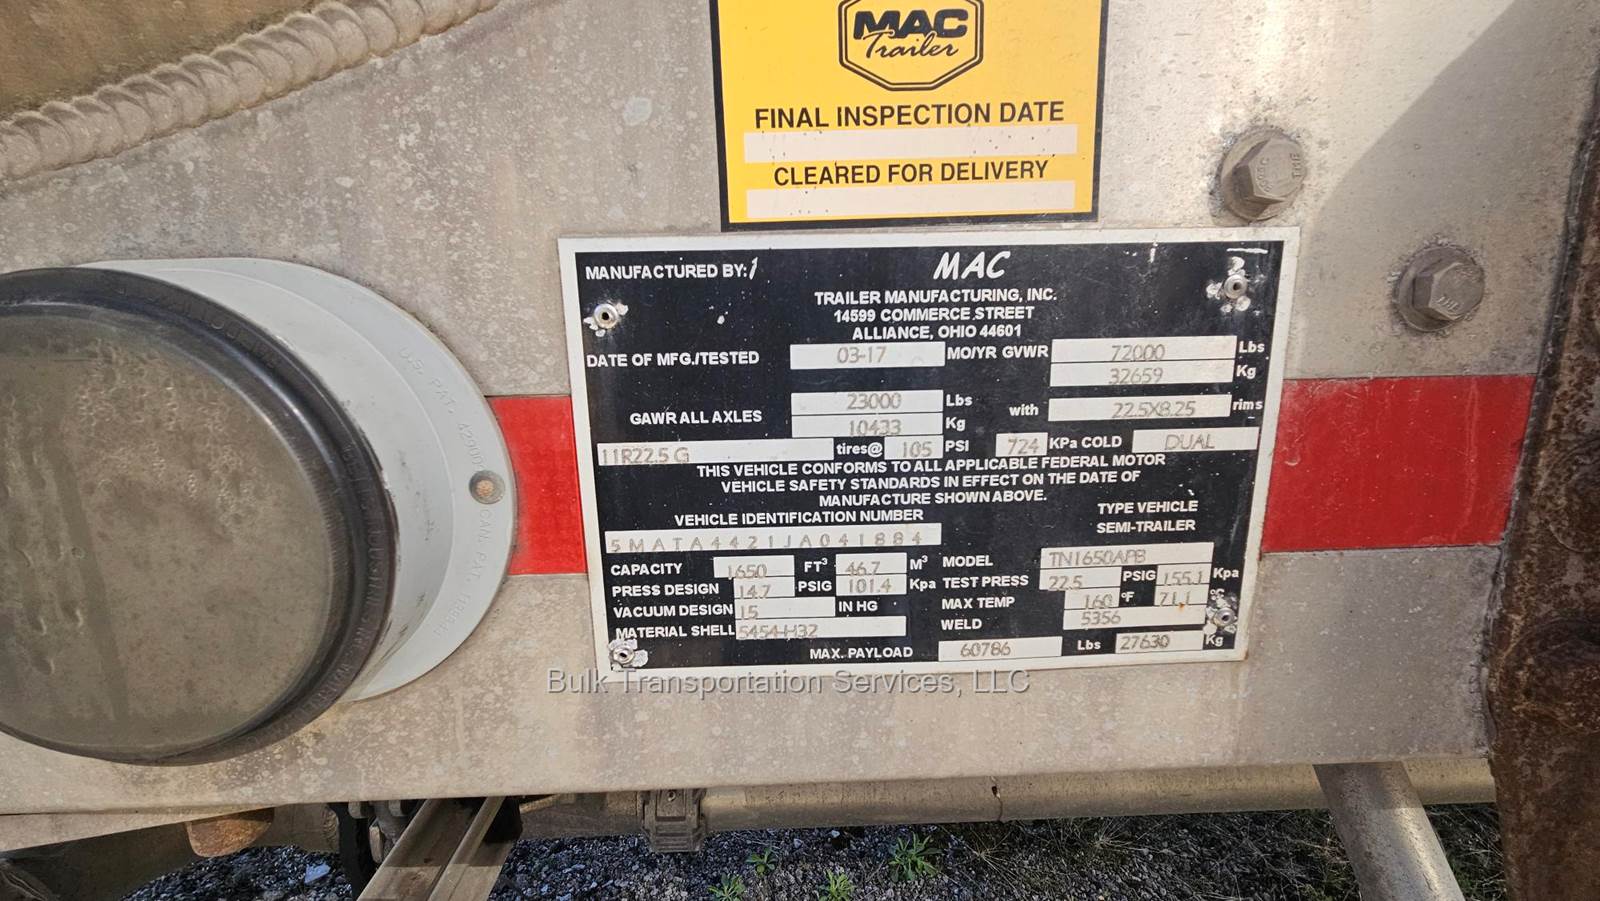 MAC
Trailer
FINAL INSPECTION DATE
CLEARED FOR DELIVERY
MANUFACTURED BY: MAC
TRAILER MANUFACTURING, INC.
14599 COMMERCE STREET
ALLIANCE, OHIO 44601
DATE OF MFG./TESTED 03-17 MO/YR GVWR 72000 Lbs
32659 Kg
GAWR ALL AXLES 23000 Lbs
10433 Kg with 22.5X8.25 rims
11R22.5 G tires@ 105 PSI 724 KPa COLD DUAL
THIS VEHICLE CONFORMS TO ALL APPLICABLE FEDERAL MOTOR
VEHICLE SAFETY STANDARDS IN EFFECT ON THE DATE OF
MANUFACTURE SHOWN ABOVE.
VEHICLE IDENTIFICATION NUMBER
TYPE VEHICLE
SEMI-TRAILER
5MATA4421JA041884
CAPACITY 1650 FT³ 46.7 M³ MODEL TN1650APB
PRESS DESIGN 14.7 PSIG 101.4 Kpa TEST PRESS 22.5 PSIG 155.1 Kpa
VACUUM DESIGN 15 IN HG MAX TEMP 160 °F 71.1 °C
MATERIAL SHELL 5454-H32 WELD 5356
MAX. PAYLOAD 60786 Lbs 27630 Kg
U.S. PAT.
CAN. PAT.
Bulk Transportation Services, LLC